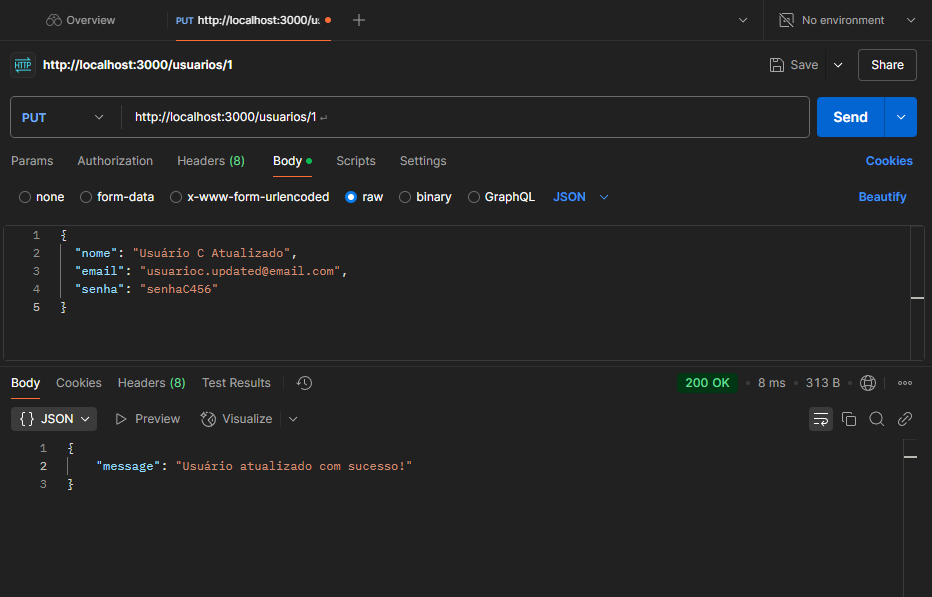 Overview PUT http://localhost:3000/u: No environment
HTTP http://localhost:3000/usuarios/1 Save Share
PUT http://localhost:3000/usuarios/1 Send
Params Authorization Headers (8) Body Scripts Settings Cookies
none form-data x-www-form-urlencoded raw binary GraphQL JSON Beautify
1 {
2 "nome": "Usuário C Atualizado",
3 "email": "usuarioc.updated@email.com",
4 "senha": "senhaC456"
5 }
Body Cookies Headers (8) Test Results 200 OK 8 ms 313 B
{} JSON Preview Visualize
1 {
2 "message": "Usuário atualizado com sucesso!"
3 }